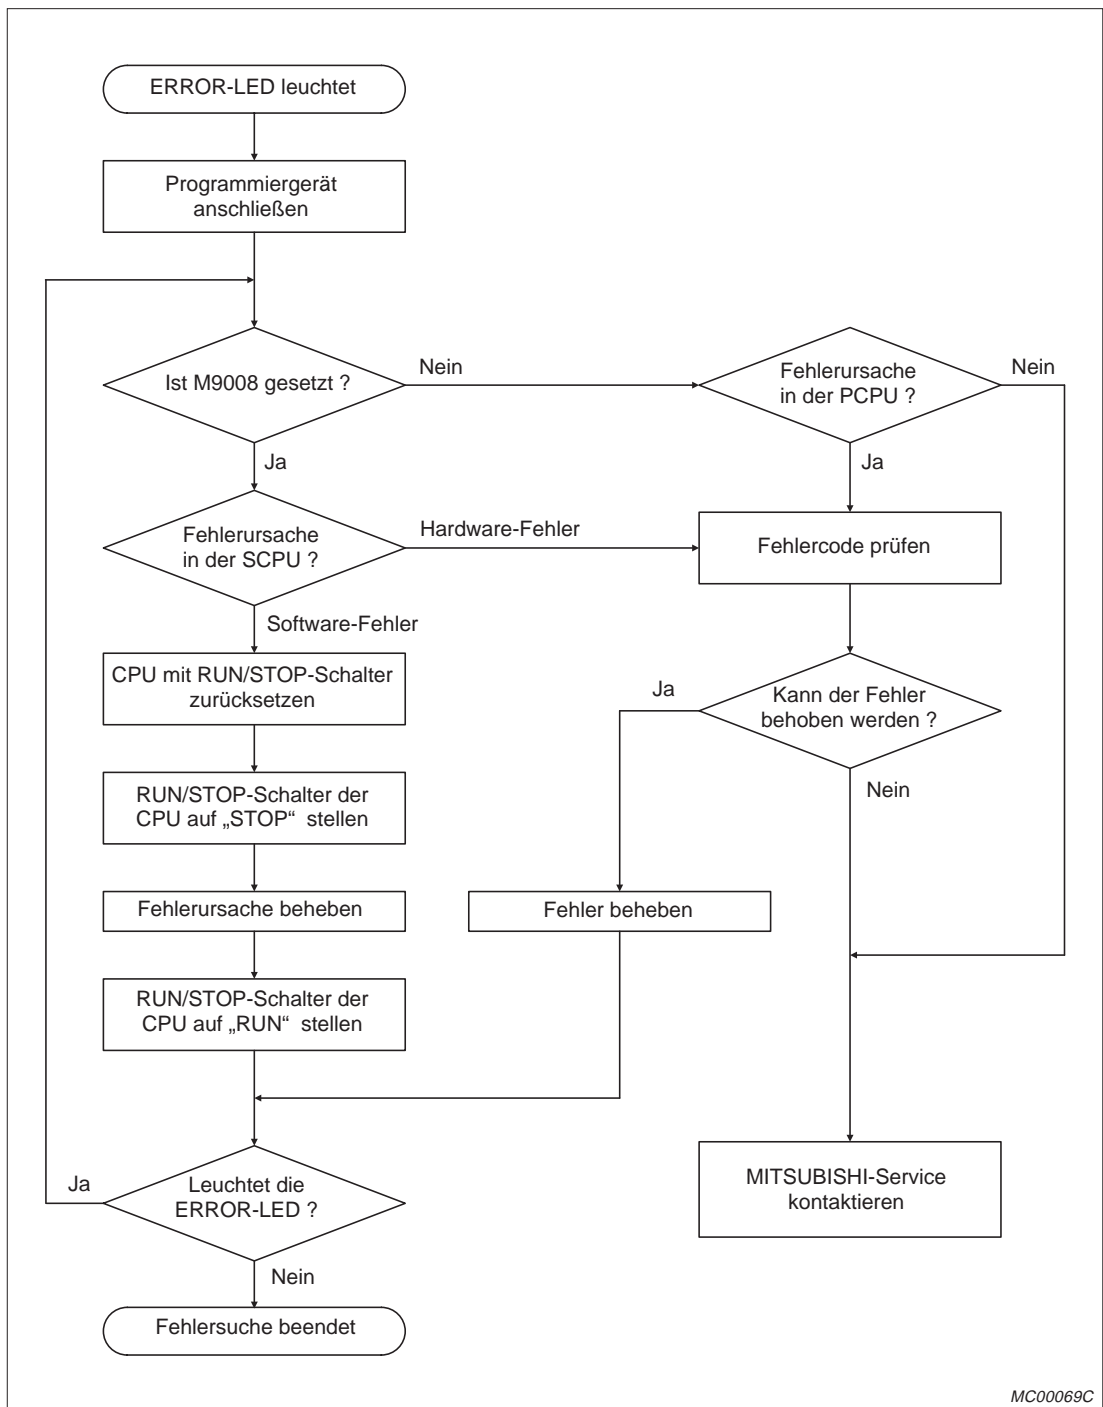 ERROR-LED leuchtet
Programmiergerät
anschließen
Ist M9008 gesetzt ?
Nein
Fehlerursache
in der PCPU ?
Nein
Ja
Ja
Fehlerursache
in der SCPU ?
Hardware-Fehler
Fehlercode prüfen
Software-Fehler
CPU mit RUN/STOP-Schalter
zurücksetzen
Ja
Kann der Fehler
behoben werden ?
Nein
RUN/STOP-Schalter der
CPU auf „STOP“ stellen
Fehlerursache beheben
Fehler beheben
RUN/STOP-Schalter der
CPU auf „RUN“ stellen
Ja
Leuchtet die
ERROR-LED ?
MITSUBISHI-Service
kontaktieren
Nein
Fehlersuche beendet
MC00069C